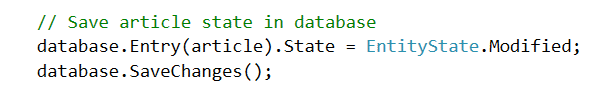 // Save article state in database
database.Entry(article).State = EntityState.Modified;
database.SaveChanges();